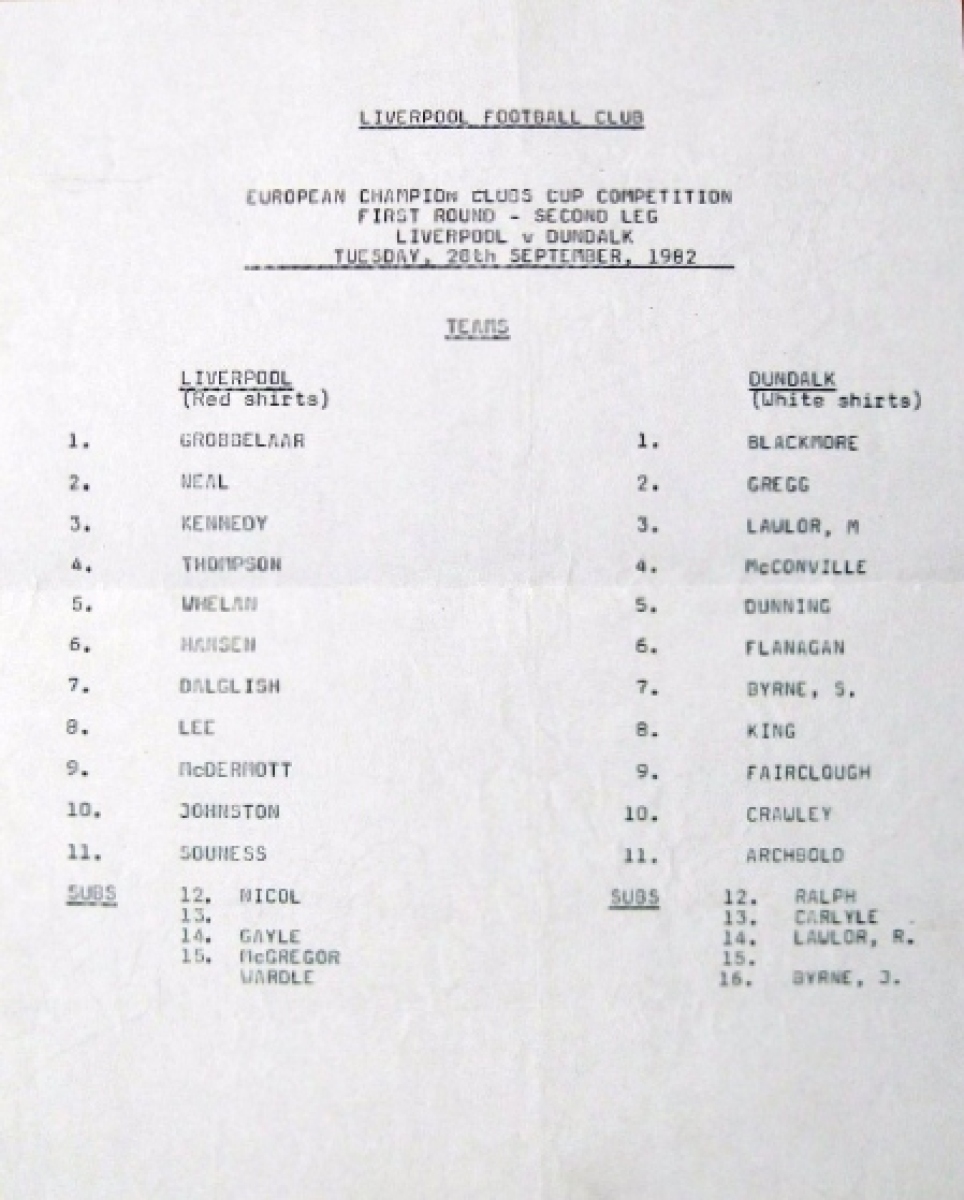 LIVERPOOL FOOTBALL CLUB
EUROPEAN CHAMPION CLUBS CUP COMPETITION
FIRST ROUND - SECOND LEG
LIVERPOOL v DUNDALK
TUESDAY, 28th SEPTEMBER, 1982
TEAMS
LIVERPOOL DUNDALK
(Red shirts) (White shirts)
1. GROBBELAAR 1. BLACKMORE
2. NEAL 2. GREGG
3. KENNEDY 3. LAWLOR, M
4. THOMPSON 4. McCONVILLE
5. WHELAN 5. DUNNING
6. HANSEN 6. FLANAGAN
7. DALGLISH 7. BYRNE, S.
8. LEE 8. KING
9. McDERMOTT 9. FAIRCLOUGH
10. JOHNSTON 10. CRAWLEY
11. SOUNESS 11. ARCHBOLD
SUBS 12. NICOL SUBS 12. RALPH
13. 13. CARLYLE
14. GAYLE 14. LAWLOR, R.
15. McGREGOR 15.
WARDLE 16. BYRNE, J.